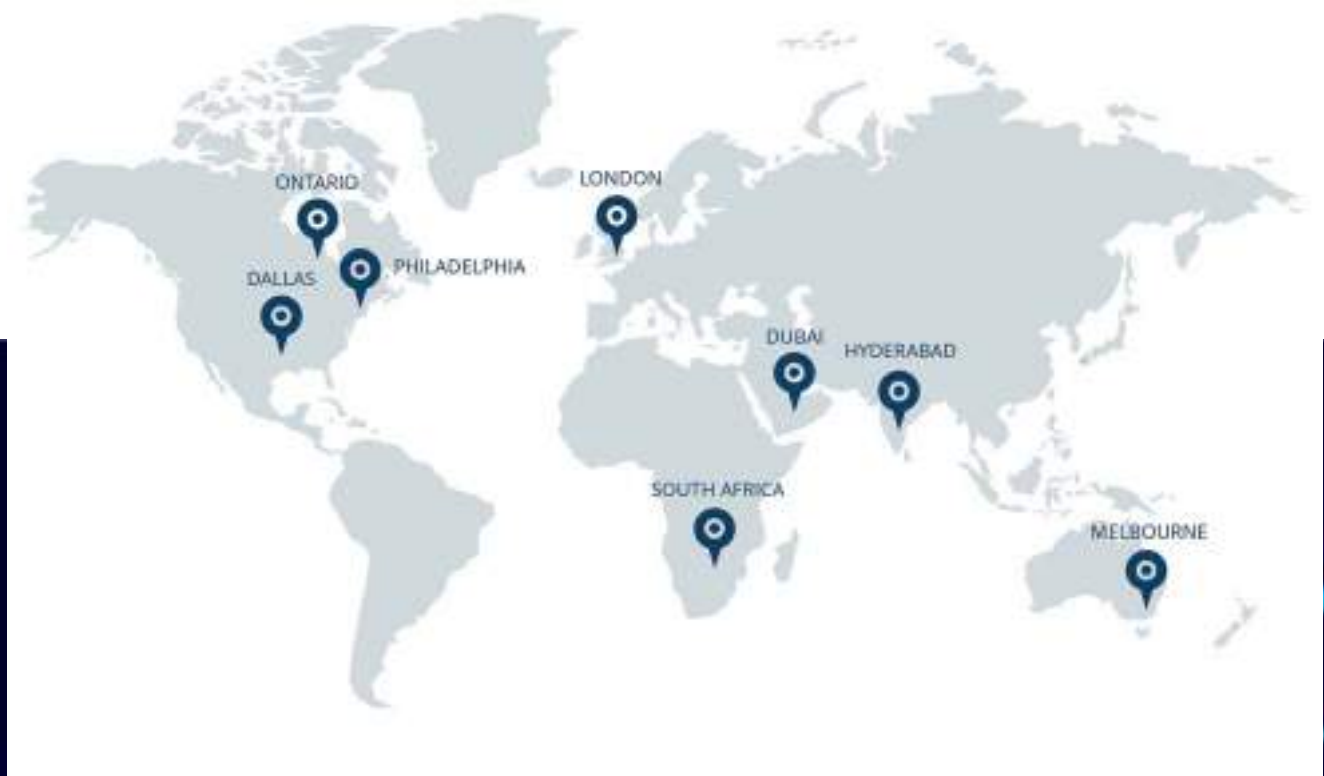 ONTARIO
LONDON
PHILADELPHIA
DALLAS
DUBAI
HYDERABAD
SOUTH AFRICA
MELBOURNE